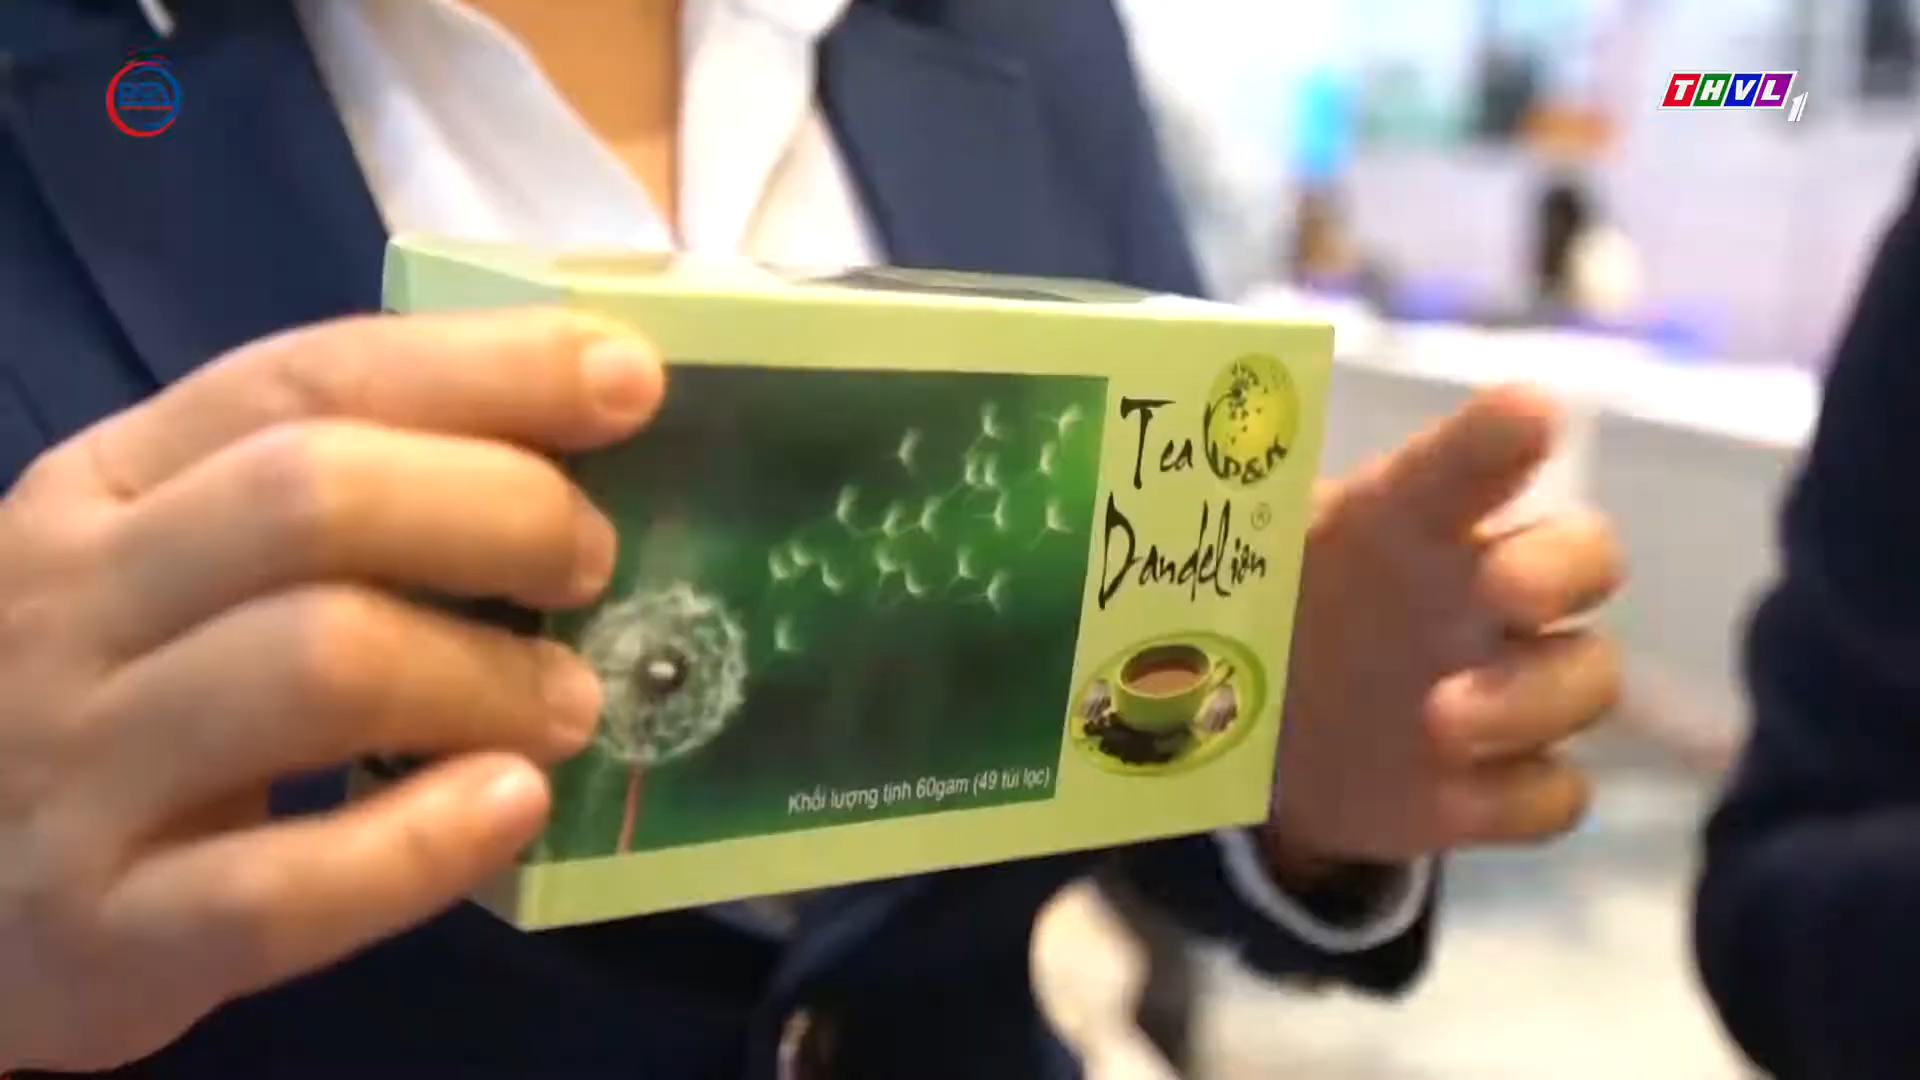 THVL1
Tea
D&K
Dandelion
®
Khối lượng tịnh 60gam (49 túi lọc)